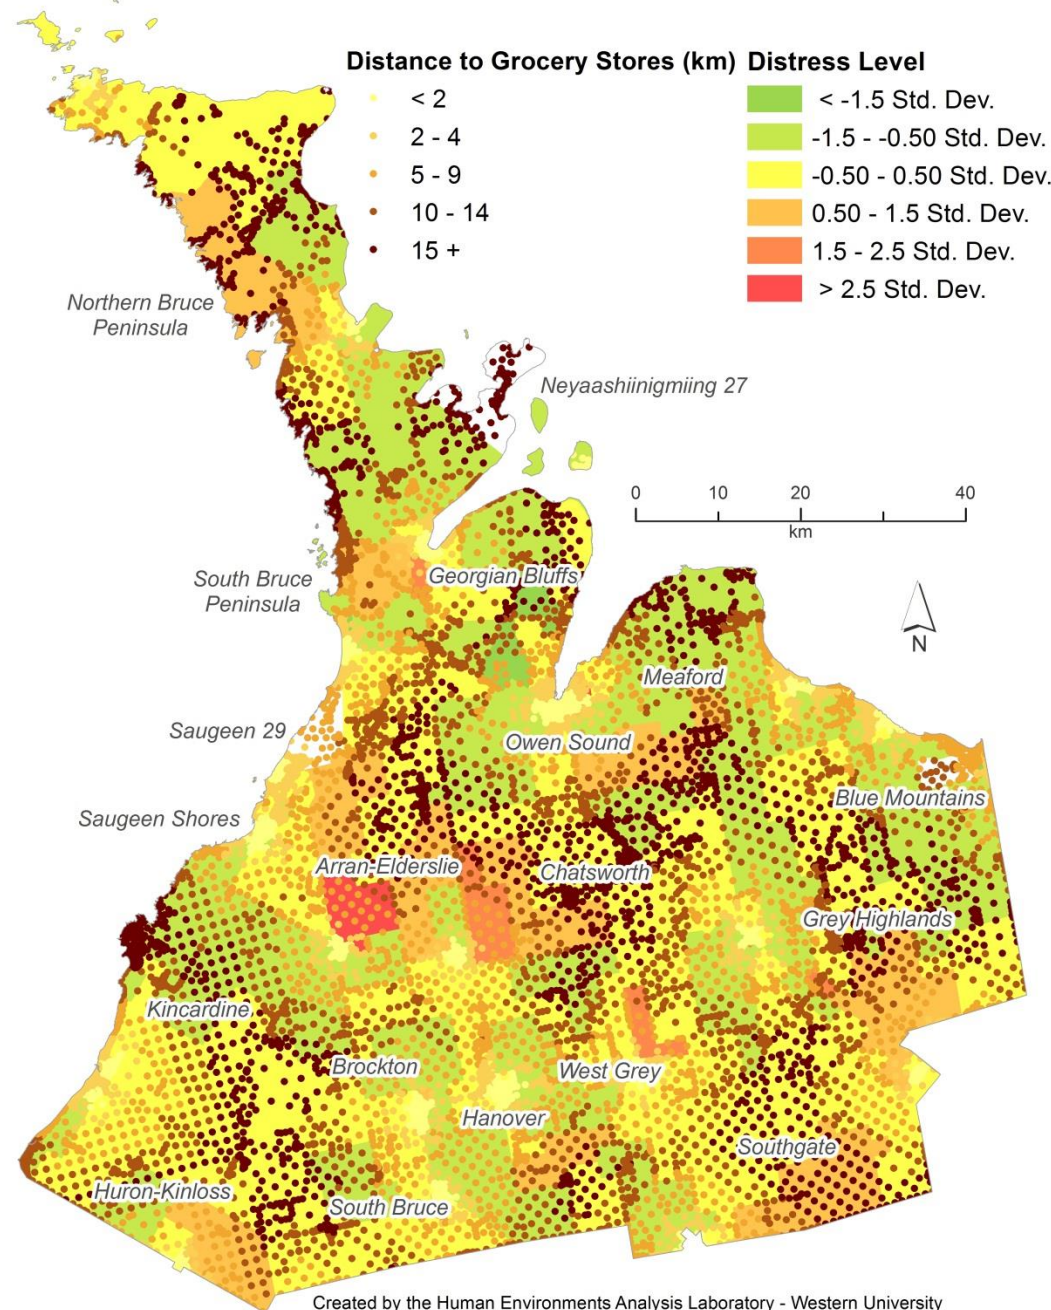 Distance to Grocery Stores (km)
< 2
2 - 4
5 - 9
10 - 14
15 +
Distress Level
< -1.5 Std. Dev.
-1.5 - -0.50 Std. Dev.
-0.50 - 0.50 Std. Dev.
0.50 - 1.5 Std. Dev.
1.5 - 2.5 Std. Dev.
> 2.5 Std. Dev.
Northern Bruce
Peninsula
Neyaashiinigmiing 27
0 10 20 40
km
South Bruce
Peninsula
Georgian Bluffs
N
Meaford
Saugeen 29
Owen Sound
Blue Mountains
Saugeen Shores
Arran-Elderslie
Chatsworth
Grey Highlands
Kincardine
Brockton
West Grey
Hanover
Southgate
Huron-Kinloss
South Bruce
Created by the Human Environments Analysis Laboratory - Western University